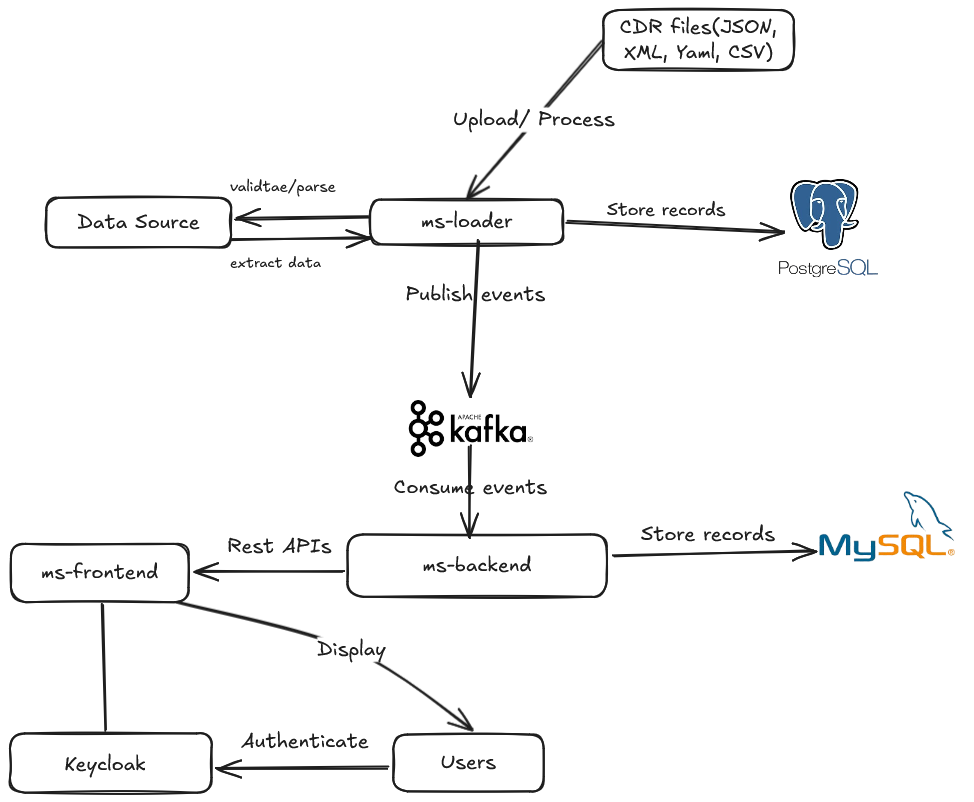 CDR files(JSON,
XML, Yaml, CSV)
Upload/ Process
validtae/parse
Data Source
ms-loader
Store records
extract data
PostgreSQL
Publish events
APACHE
kafka®
Consume events
Rest APIs
ms-backend
Store records
MySQL®
ms-frontend
Display
Authenticate
Keycloak
Users